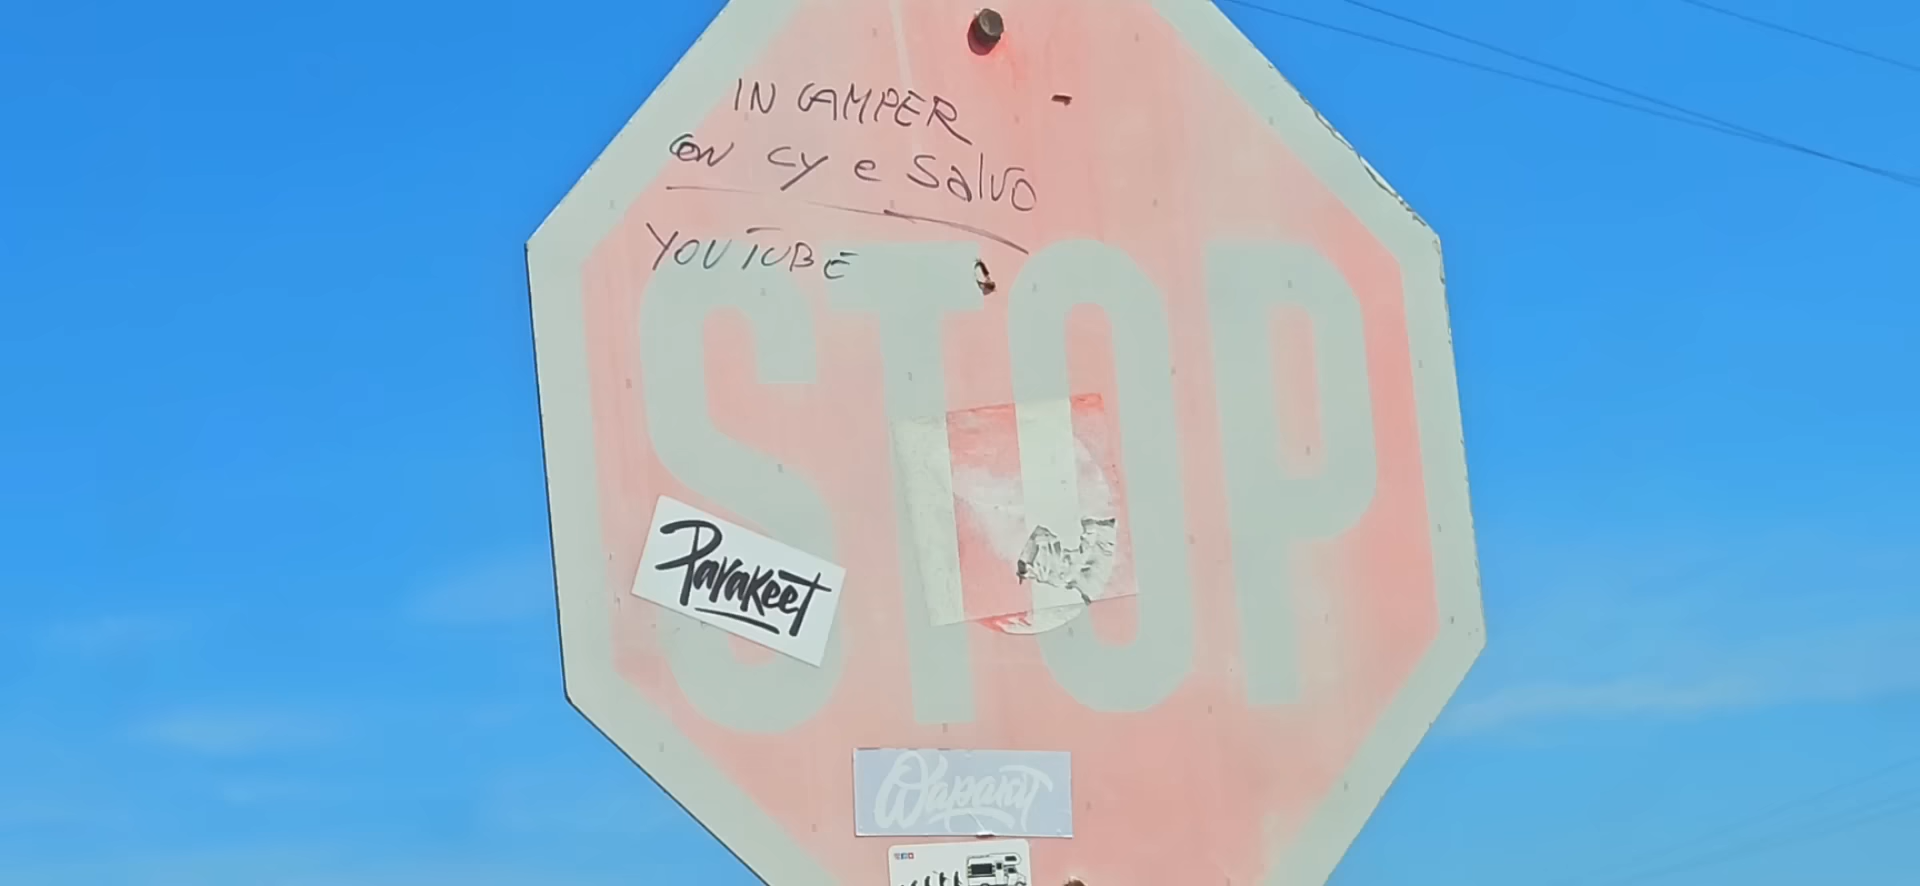 IN CAMPER
CON CY e SalVO
YOUTUBE
STOP
Parakeet